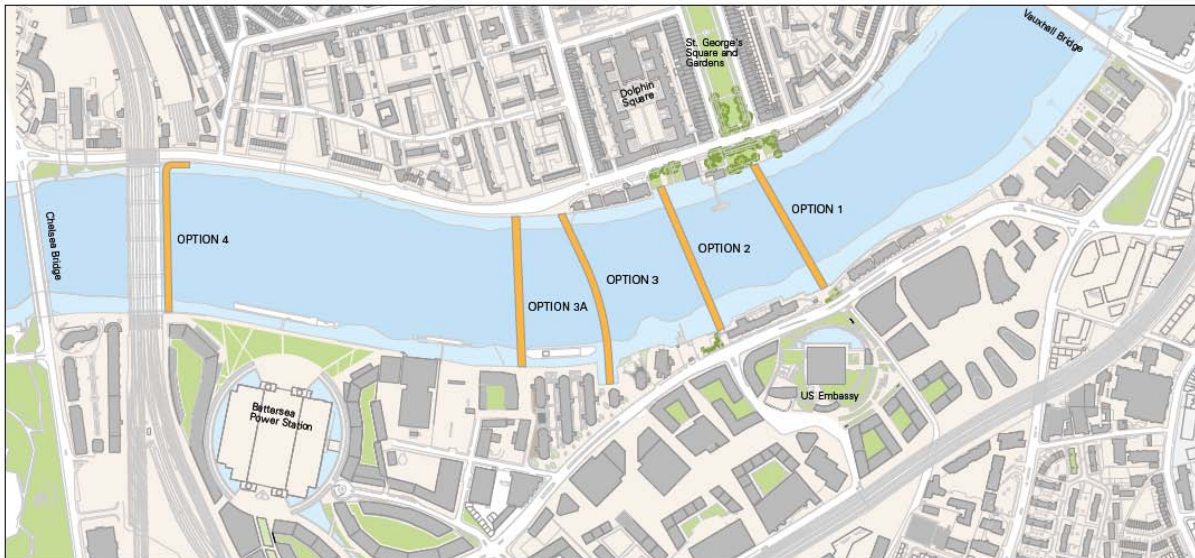 Vauxhall Bridge
St. George's
Square and
Gardens
Dolphin
Square
OPTION 1
OPTION 2
OPTION 3
OPTION 3A
OPTION 4
Chelsea Bridge
Battersea
Power Station
US Embassy